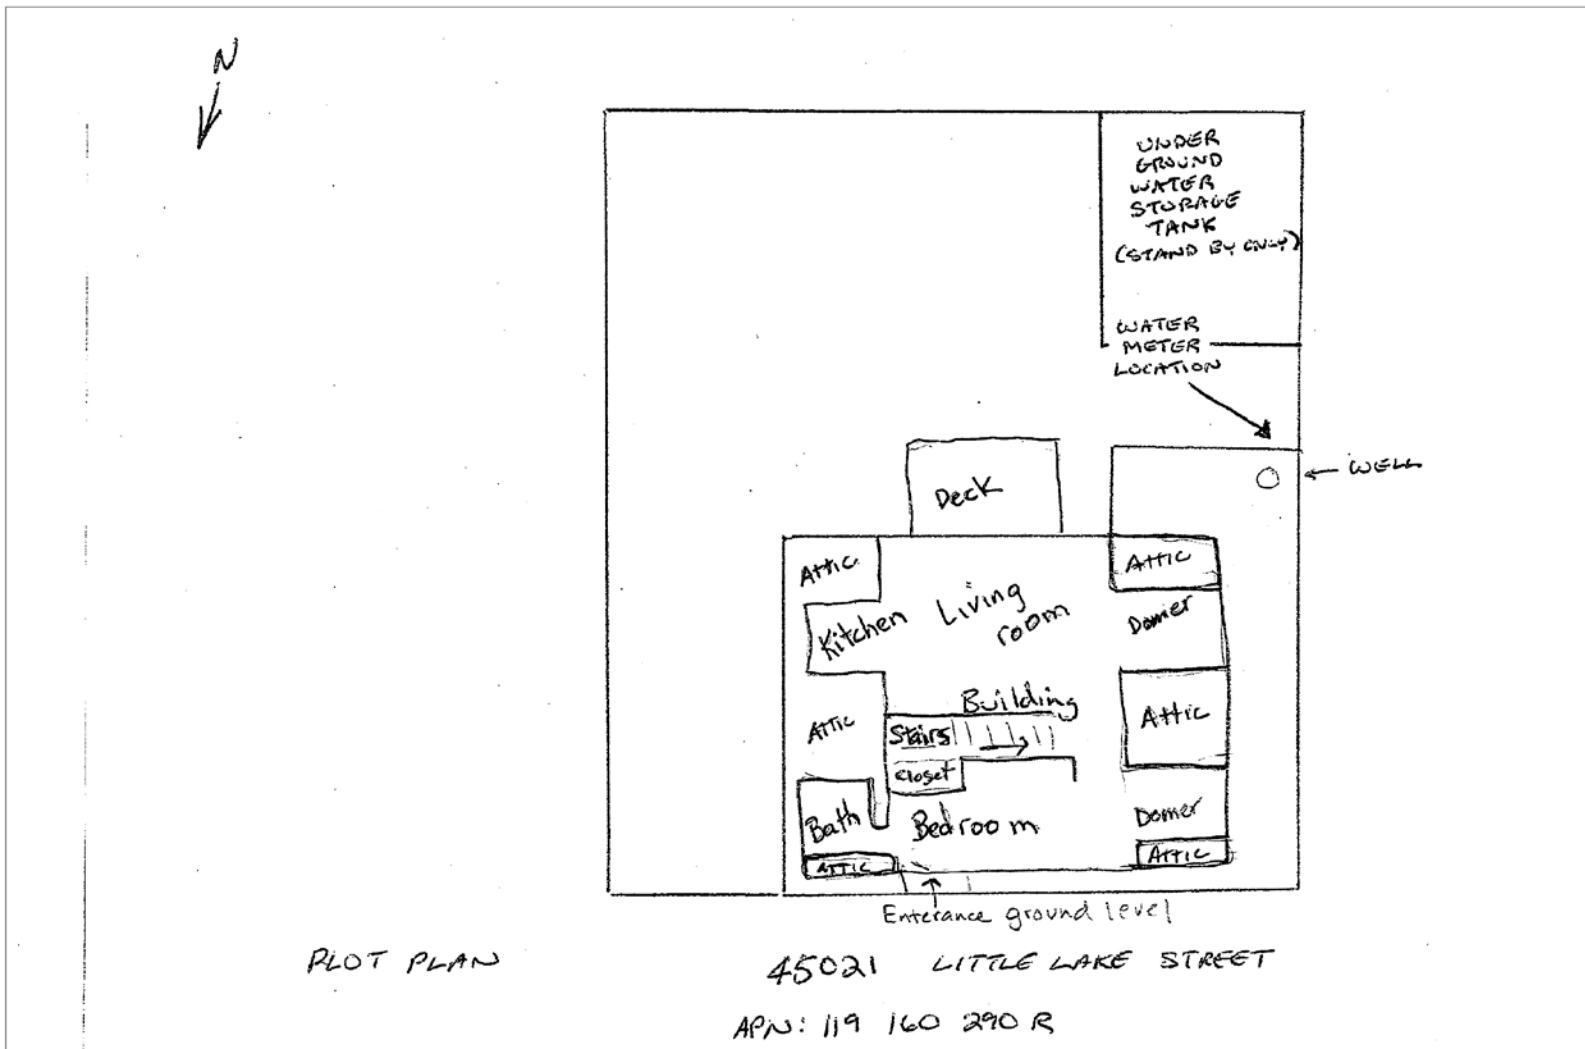 N
UNDER
GROUND
WATER
STORAGE
TANK
(STAND BY ONLY)
WATER
METER
LOCATION
WELL
Deck
Attic
Attic
Kitchen
Living
room
Domer
Building
Attic
Attic
Stairs
Closet
Bath
Bedroom
Domer
Attic
Attic
Enterance ground level
PLOT PLAN
45021 LITTLE LAKE STREET
APN: 119 160 290 R